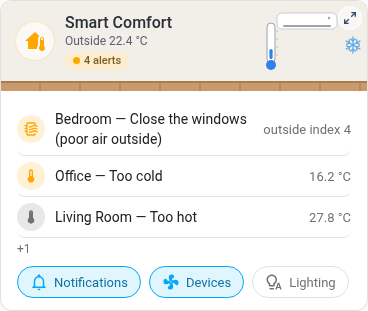 Smart Comfort
Outside 22.4 °C
4 alerts
Bedroom — Close the windows
(poor air outside)
outside index 4
Office — Too cold
16.2 °C
Living Room — Too hot
27.8 °C
+1
Notifications
Devices
A
Lighting